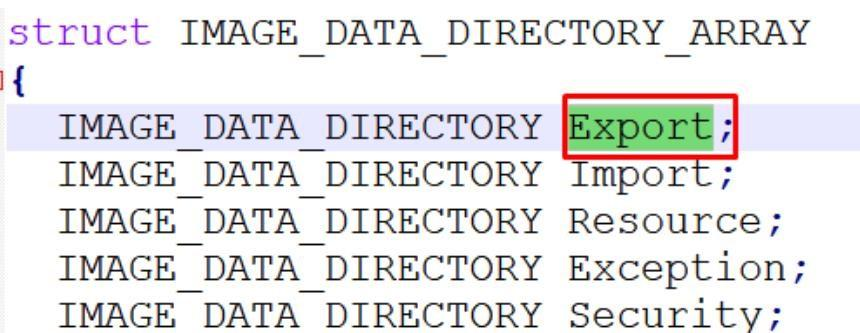 struct IMAGE_DATA_DIRECTORY_ARRAY
{
IMAGE_DATA_DIRECTORY Export;
IMAGE_DATA_DIRECTORY Import;
IMAGE_DATA_DIRECTORY Resource;
IMAGE_DATA_DIRECTORY Exception;
IMAGE_DATA_DIRECTORY Security;